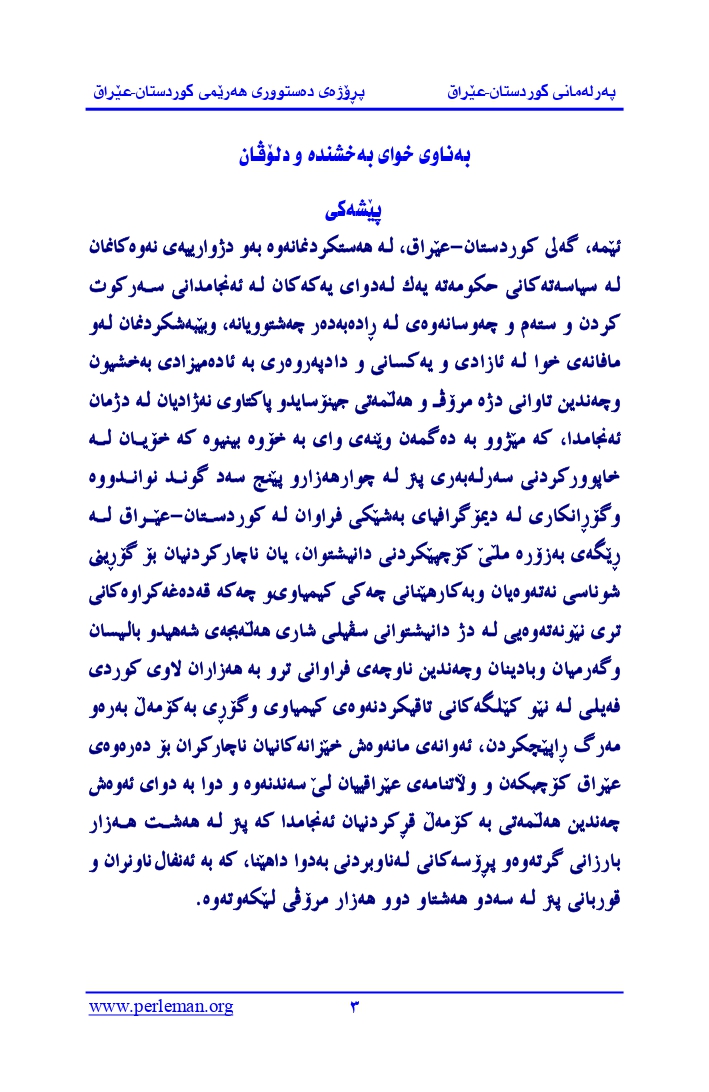 پەرلەمانی کوردستان-عێراق
پڕۆژەی دەستووری هەرێمی کوردستان-عێراق
بەناوی خوای بەخشندە و دلۆڤان
پێشەکی
ئێمە، گەلی کوردستان–عێراق، لە هەستکردنمانەوە بەو دژوارییەی نەوەکانمان
لە سیاسەتەکانی حکومەتە یەك لەدوای یەکەکان لە ئەنجامدانی سەرکوت
کردن و ستەم و چەوسانەوەی لە ڕادەبەدەر چەشتوویانە، وبێبەشکردنمان لەو
مافانەی خوا لە ئازادی و یەکسانی و دادپەروەری بە ئادەمیزادی بەخشیون
وچەندین تاوانی دژە مرۆڤـ و هەڵمەتی جینۆسایدو پاکتاوی نەژادیان لە دژمان
ئەنجامدا، کە مێژوو بە دەگمەن وێنەی وای بە خۆوە بینیوە کە خۆیان لە
خاپوورکردنی سەرلەبەری پتر لە چوارهەزارو پێنج سەد گوند نواندووە
وگۆڕانکاری لە دیمۆگرافیای بەشێکی فراوان لە کوردستان–عێراق لە
ڕێگەی بەزۆرە ملێ کۆچپێکردنی دانیشتوان، یان ناچارکردنیان بۆ گۆڕینی
شوناسی نەتەوەیان وبەکارهێنانی چەکی کیمیاویو چەکە قەدەغەکراوەکانی
تری نێونەتەوەیی لە دژ دانیشتوانی سڤیلی شاری هەڵەبجەی شەهیدو بالیسان
وگەرمیان وبادینان وچەندین ناوچەی فراوانی ترو بە هەزاران لاوی کوردی
فەیلی لە نێو کێلگەکانی تاقیکردنەوەی کیمیاوی وگۆڕی بەکۆمەڵ بەرەو
مەرگ ڕاپێچکردن، ئەوانەی مانەوەش خێزانەکانیان ناچارکران بۆ دەرەوەی
عێراق کۆچبکەن و وڵاتنامەی عێراقییان لێ سەندنەوە و دوا بە دوای ئەوەش
چەندین هەڵمەتی بە کۆمەڵ قڕکردنیان ئەنجامدا کە پتر لە هەشت هەزار
بارزانی گرتەوەو پڕۆسەکانی لەناوبردنی بەدوا داهێنا، کە بە ئەنفال ناونران و
قوربانی پتر لە سەدو هەشتاو دوو هەزار مرۆڤی لێکەوتەوە.
www.perleman.org
٣